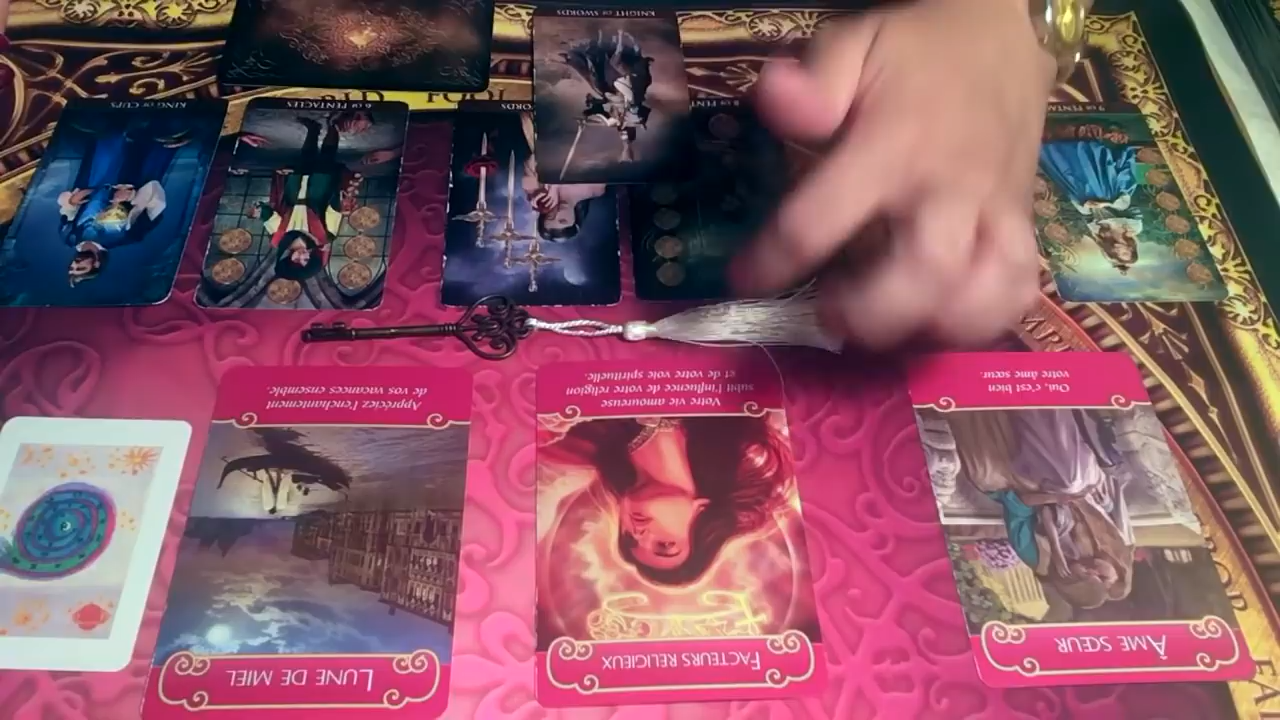 KNIGHT OF SWORDS
KING OF CUPS
6 OF PENTACLES
FOOL
Appréciez l'enchantement
de vos vacances ensemble.
LUNE DE MIEL
Votre vie amoureuse
subit l'influence de votre religion
et de votre voie spirituelle.
FACTEURS RELIGIEUX
Oui, c'est bien
votre âme sœur.
ÂME SŒUR